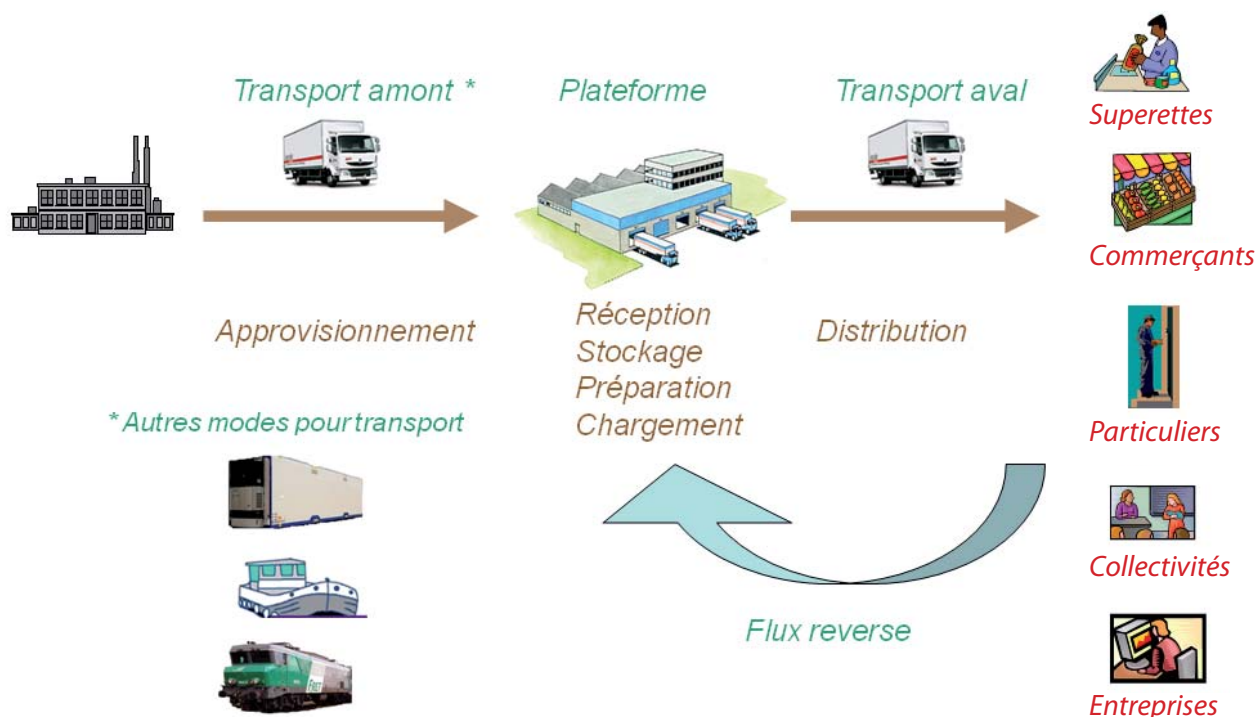 Transport amont *
Plateforme
Transport aval
Superettes
Commerçants
Approvisionnement
Réception
Stockage
Préparation
Chargement
Distribution
Particuliers
* Autres modes pour transport
Collectivités
FRET
Flux reverse
Entreprises